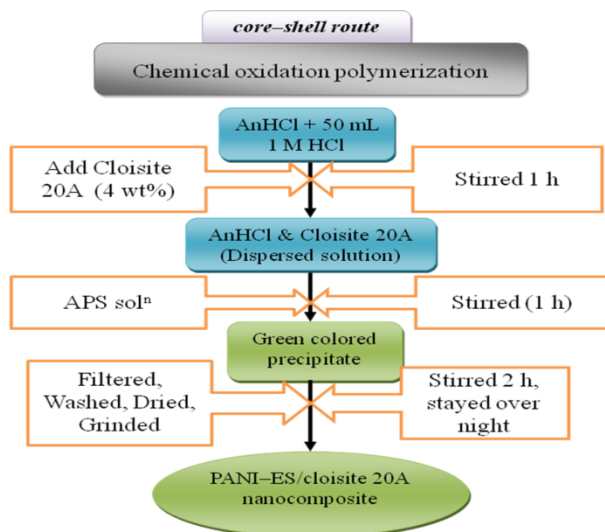 core–shell route
Chemical oxidation polymerization
AnHCl + 50 mL
1 M HCl
Add Cloisite
20A (4 wt%)
Stirred 1 h
AnHCl & Cloisite 20A
(Dispersed solution)
APS solⁿ
Stirred (1 h)
Green colored
precipitate
Filtered,
Washed, Dried,
Grinded
Stirred 2 h,
stayed over
night
PANI–ES/cloisite 20A
nanocomposite